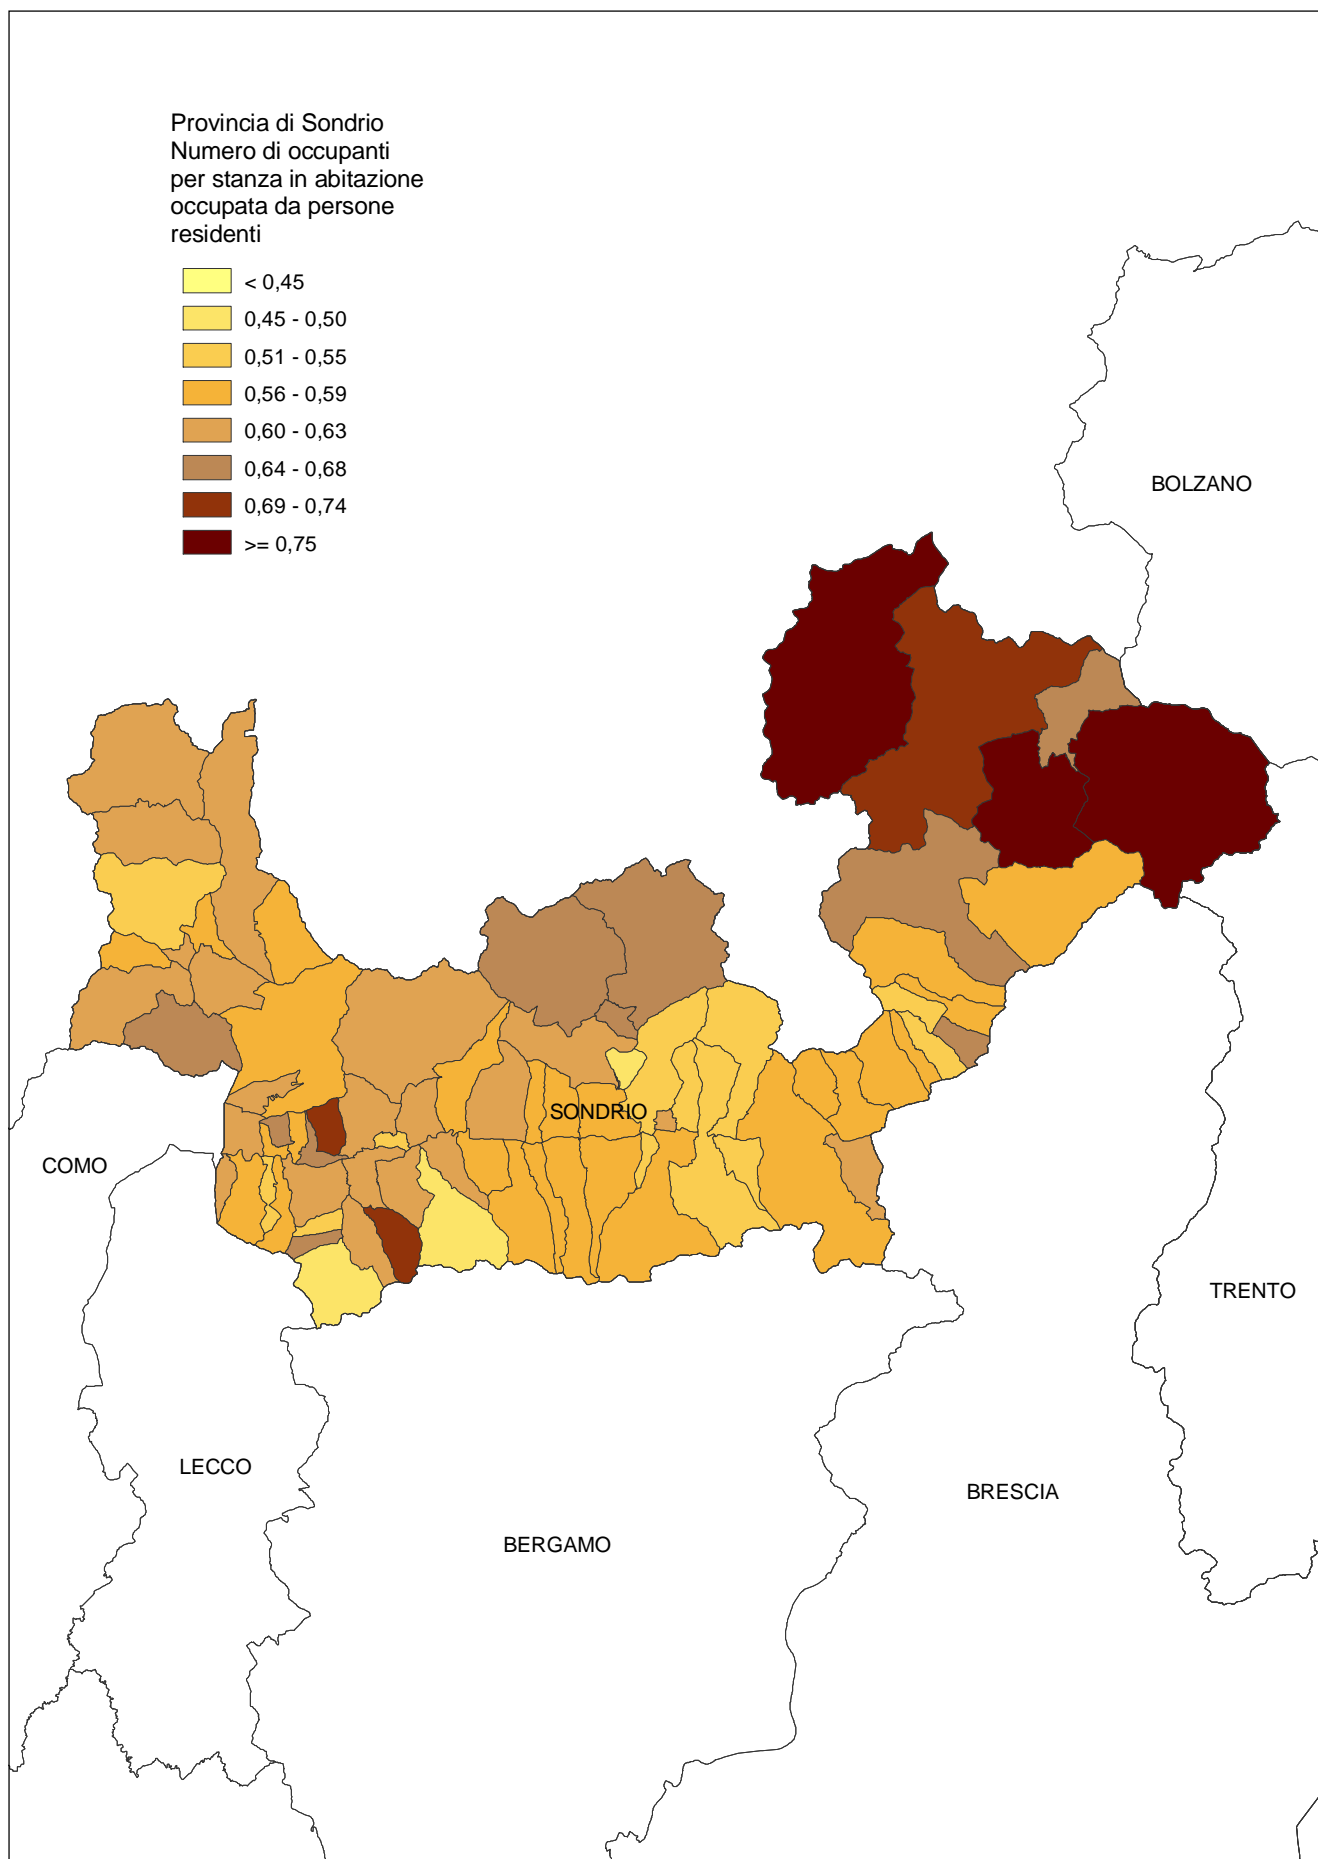 Provincia di Sondrio
Numero di occupanti
per stanza in abitazione
occupata da persone
residenti
< 0,45
0,45 - 0,50
0,51 - 0,55
0,56 - 0,59
0,60 - 0,63
0,64 - 0,68
0,69 - 0,74
>= 0,75
BOLZANO
SONDRIO
COMO
TRENTO
LECCO
BRESCIA
BERGAMO